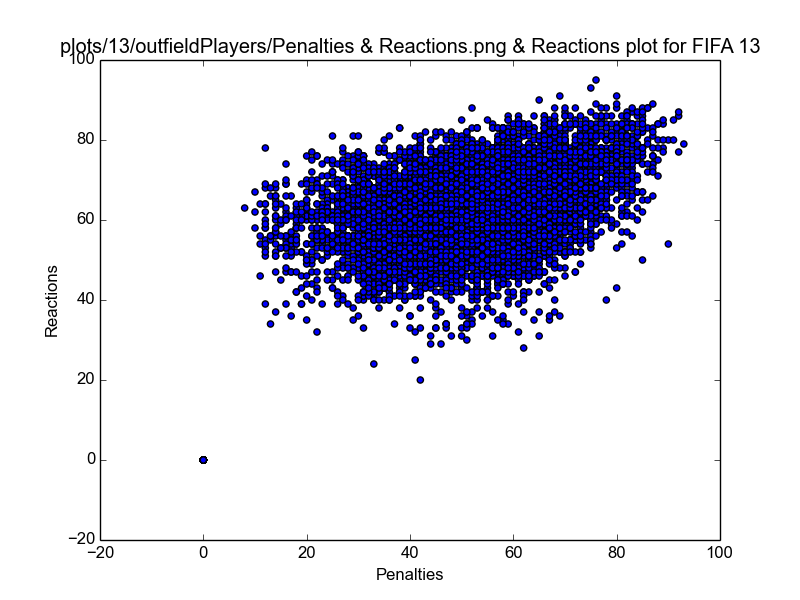 plots/13/outfieldPlayers/Penalties & Reactions.png & Reactions plot for FIFA 13
100
80
60
40
20
0
−20
Reactions
−20 0 20 40 60 80 100
Penalties